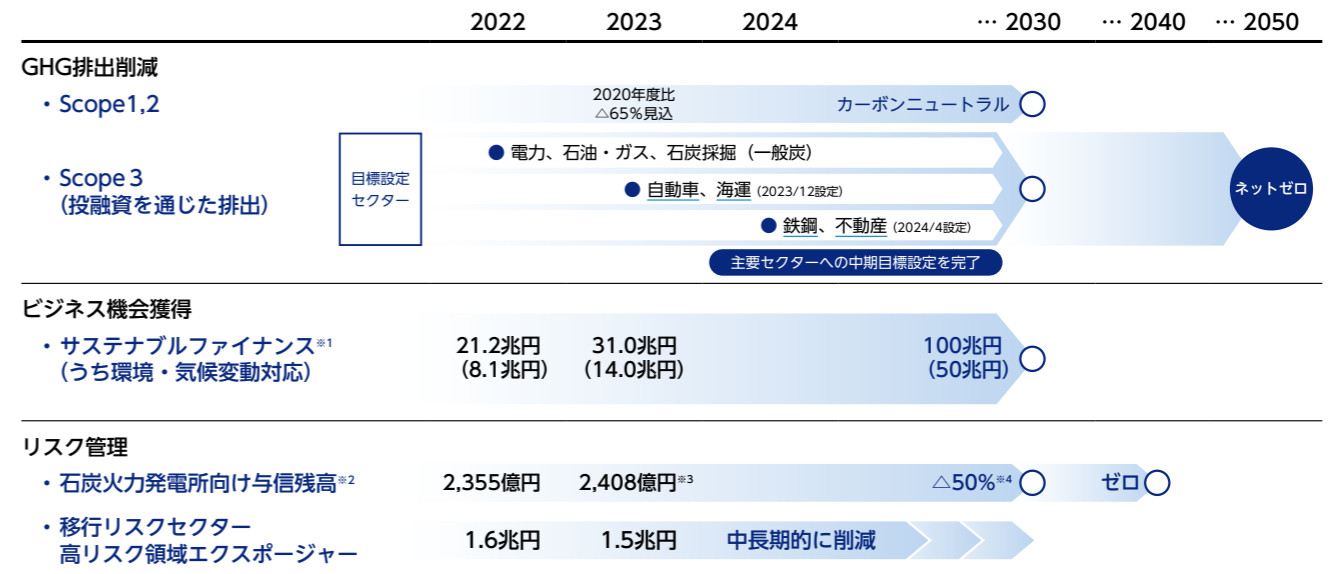 2022 2023 2024 … 2030 … 2040 … 2050
GHG排出削減
・Scope1,2
2020年度比
△65%見込
カーボンニュートラル
・Scope 3
(投融資を通じた排出)
目標設定
セクター
● 電力、石油・ガス、石炭採掘（一般炭）
● 自動車、海運 (2023/12設定)
● 鉄鋼、不動産 (2024/4設定)
主要セクターへの中期目標設定を完了
ネットゼロ
ビジネス機会獲得
・サステナブルファイナンス※1
(うち環境・気候変動対応)
21.2兆円 31.0兆円 100兆円
(8.1兆円) (14.0兆円) (50兆円)
リスク管理
・石炭火力発電所向け与信残高※2 2,355億円 2,408億円※3 △50%※4 ゼロ
・移行リスクセクター
高リスク領域エクスポージャー
1.6兆円 1.5兆円 中長期的に削減